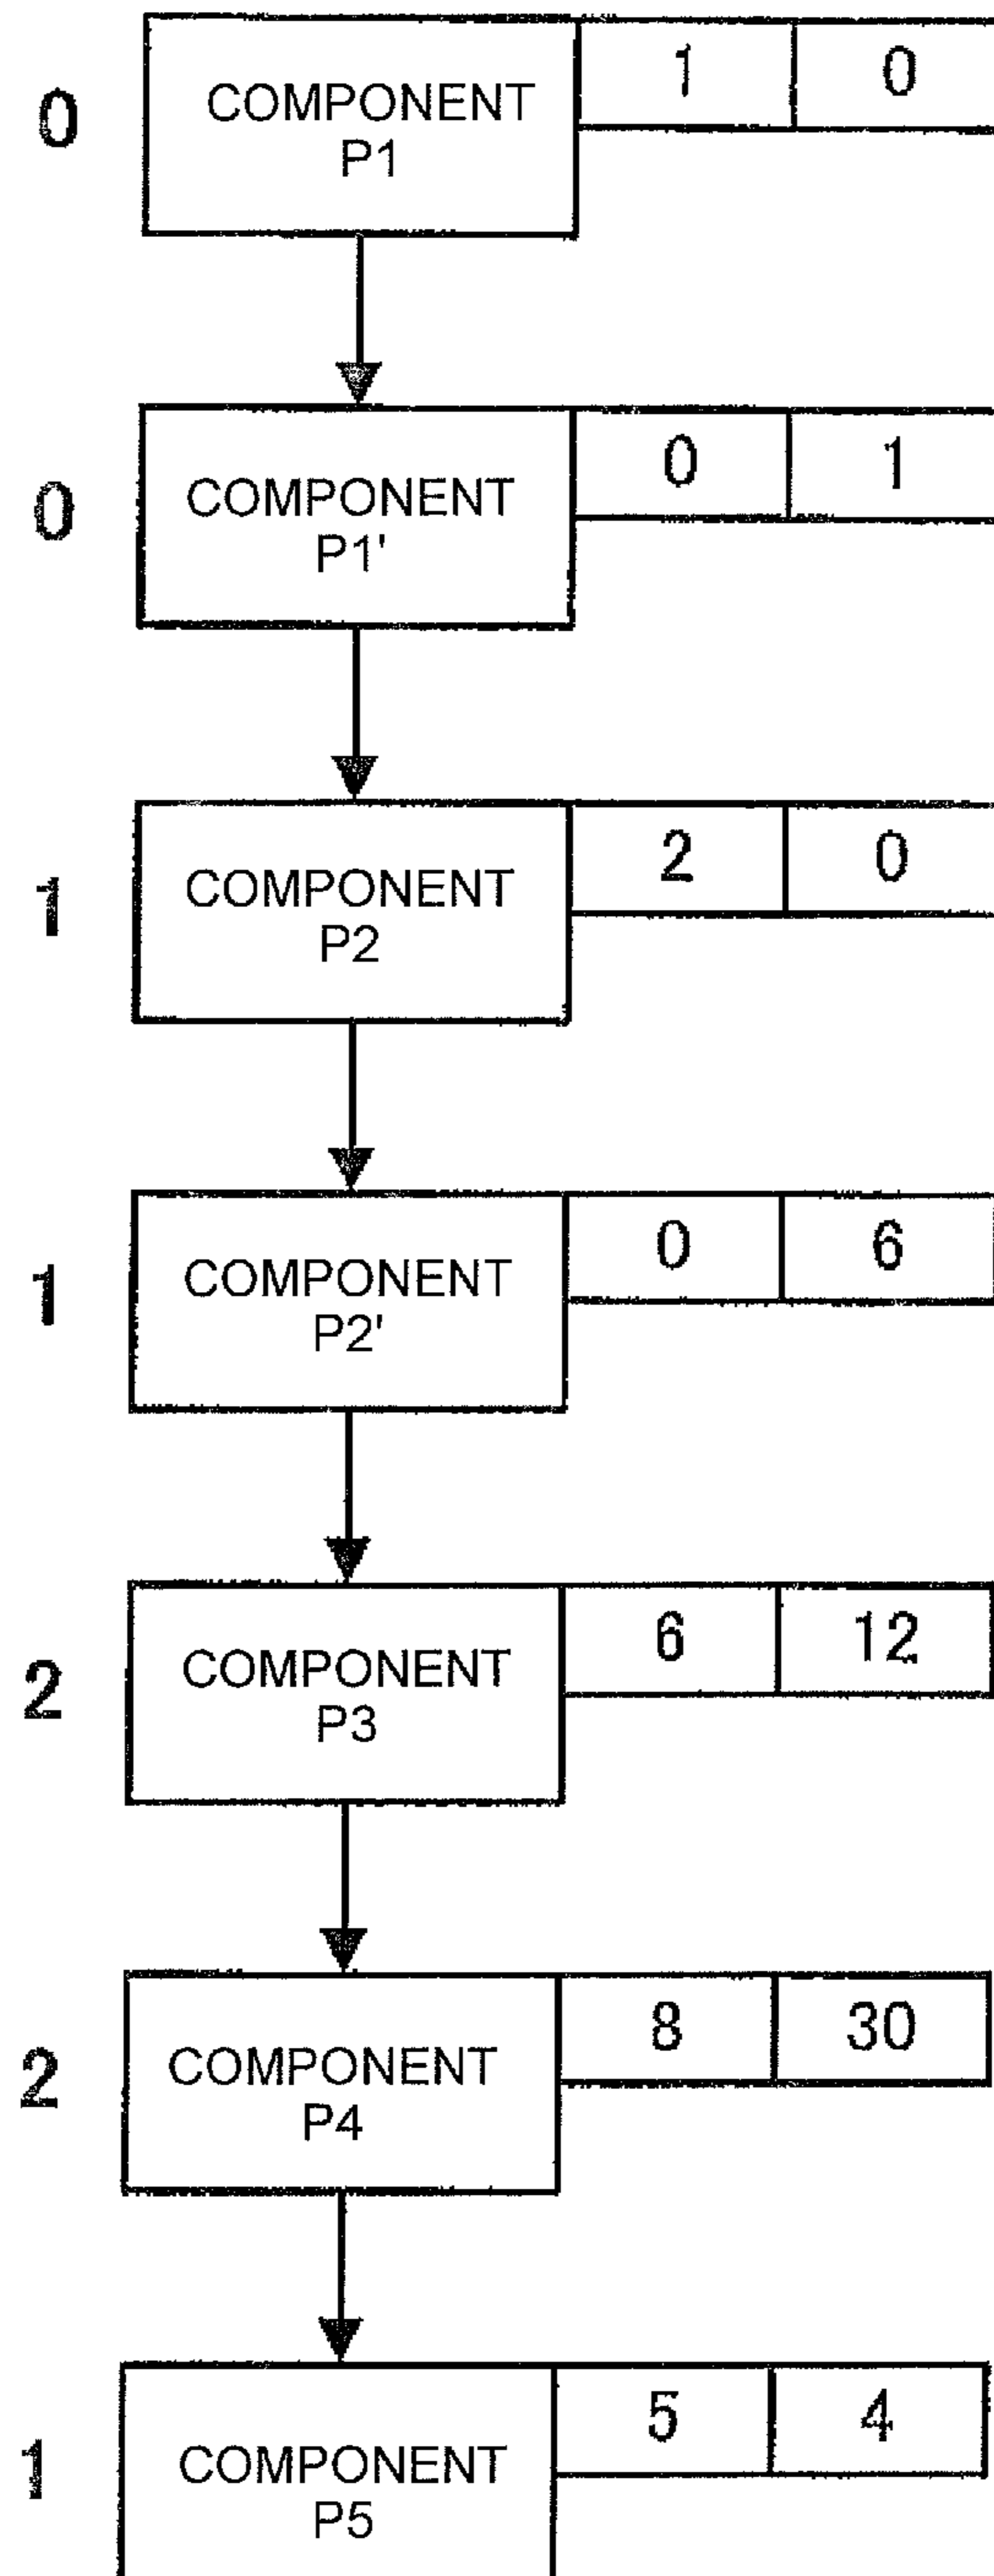 0
COMPONENT
P1
1 0
0
COMPONENT
P1'
0 1
1
COMPONENT
P2
2 0
1
COMPONENT
P2'
0 6
2
COMPONENT
P3
6 12
2
COMPONENT
P4
8 30
1
COMPONENT
P5
5 4